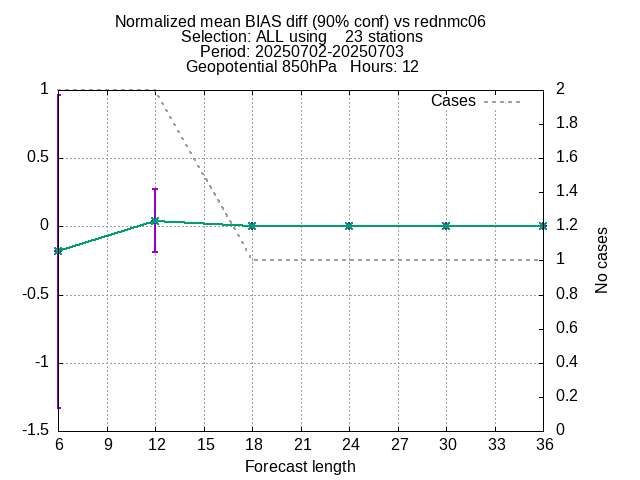 Normalized mean BIAS diff (90% conf) vs rednmc06
Selection: ALL using    23 stations
Period: 20250702-20250703
Geopotential 850hPa   Hours: 12
Cases
1
0.5
0
-0.5
-1
-1.5
2
1.8
1.6
1.4
1.2
1
0.8
0.6
0.4
0.2
0
No cases
6 9 12 15 18 21 24 27 30 33 36
Forecast length